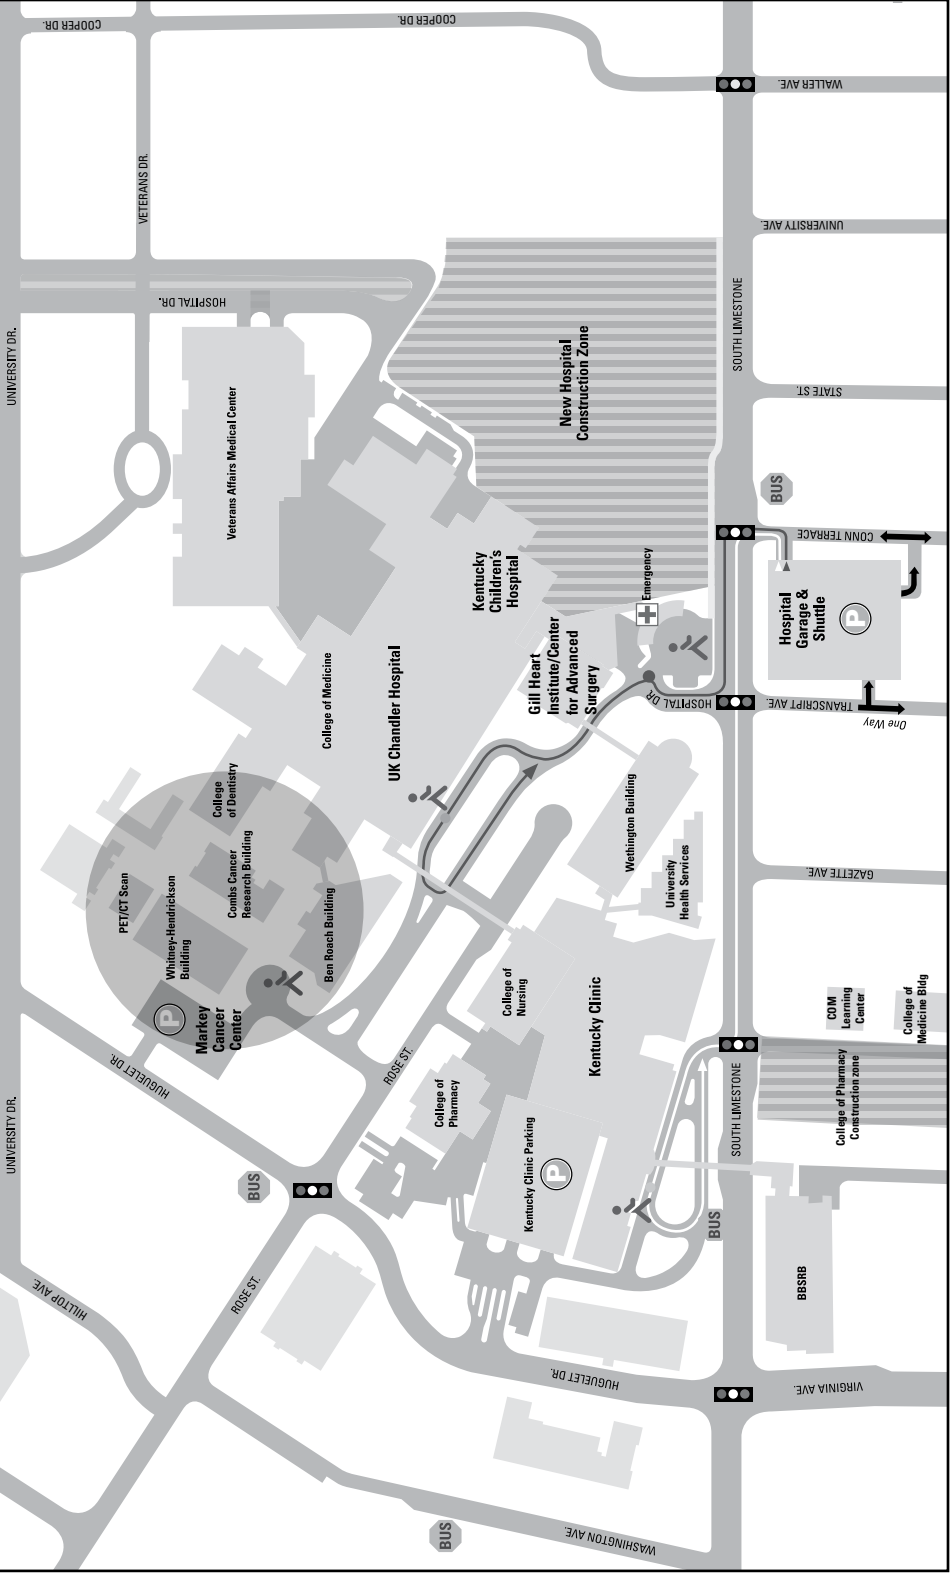 COOPER DR.
COOPER DR.
WALLER AVE.
VETERANS DR.
UNIVERSITY AVE.
HOSPITAL DR.
UNIVERSITY DR.
SOUTH LIMESTONE
STATE ST.
New Hospital
Construction Zone
Veterans Affairs Medical Center
BUS
CONN TERRACE
Kentucky
Children's
Hospital
Emergency
Hospital
Garage &
Shuttle
P
College of Medicine
UK Chandler Hospital
Gill Heart
Institute/Center
for Advanced
Surgery
HOSPITAL DR.
TRANSCRIPT AVE.
One Way
College
of Dentistry
Combs Cancer
Research Building
PET/CT Scan
Whitney-Hendrickson
Building
Ben Roach Building
P
Markey
Cancer
Center
Wethington Building
University
Health Services
GAZETTE AVE.
College of
Nursing
Kentucky Clinic
COM
Learning
Center
College of
Medicine Bldg
HUGUELET DR.
ROSE ST.
College of
Pharmacy
College of Pharmacy
Construction zone
UNIVERSITY DR.
SOUTH LIMESTONE
Kentucky Clinic Parking
P
BUS
BUS
BBSRB
HILLTOP AVE.
ROSE ST.
HUGUELET DR.
VIRGINIA AVE.
WASHINGTON AVE.
BUS